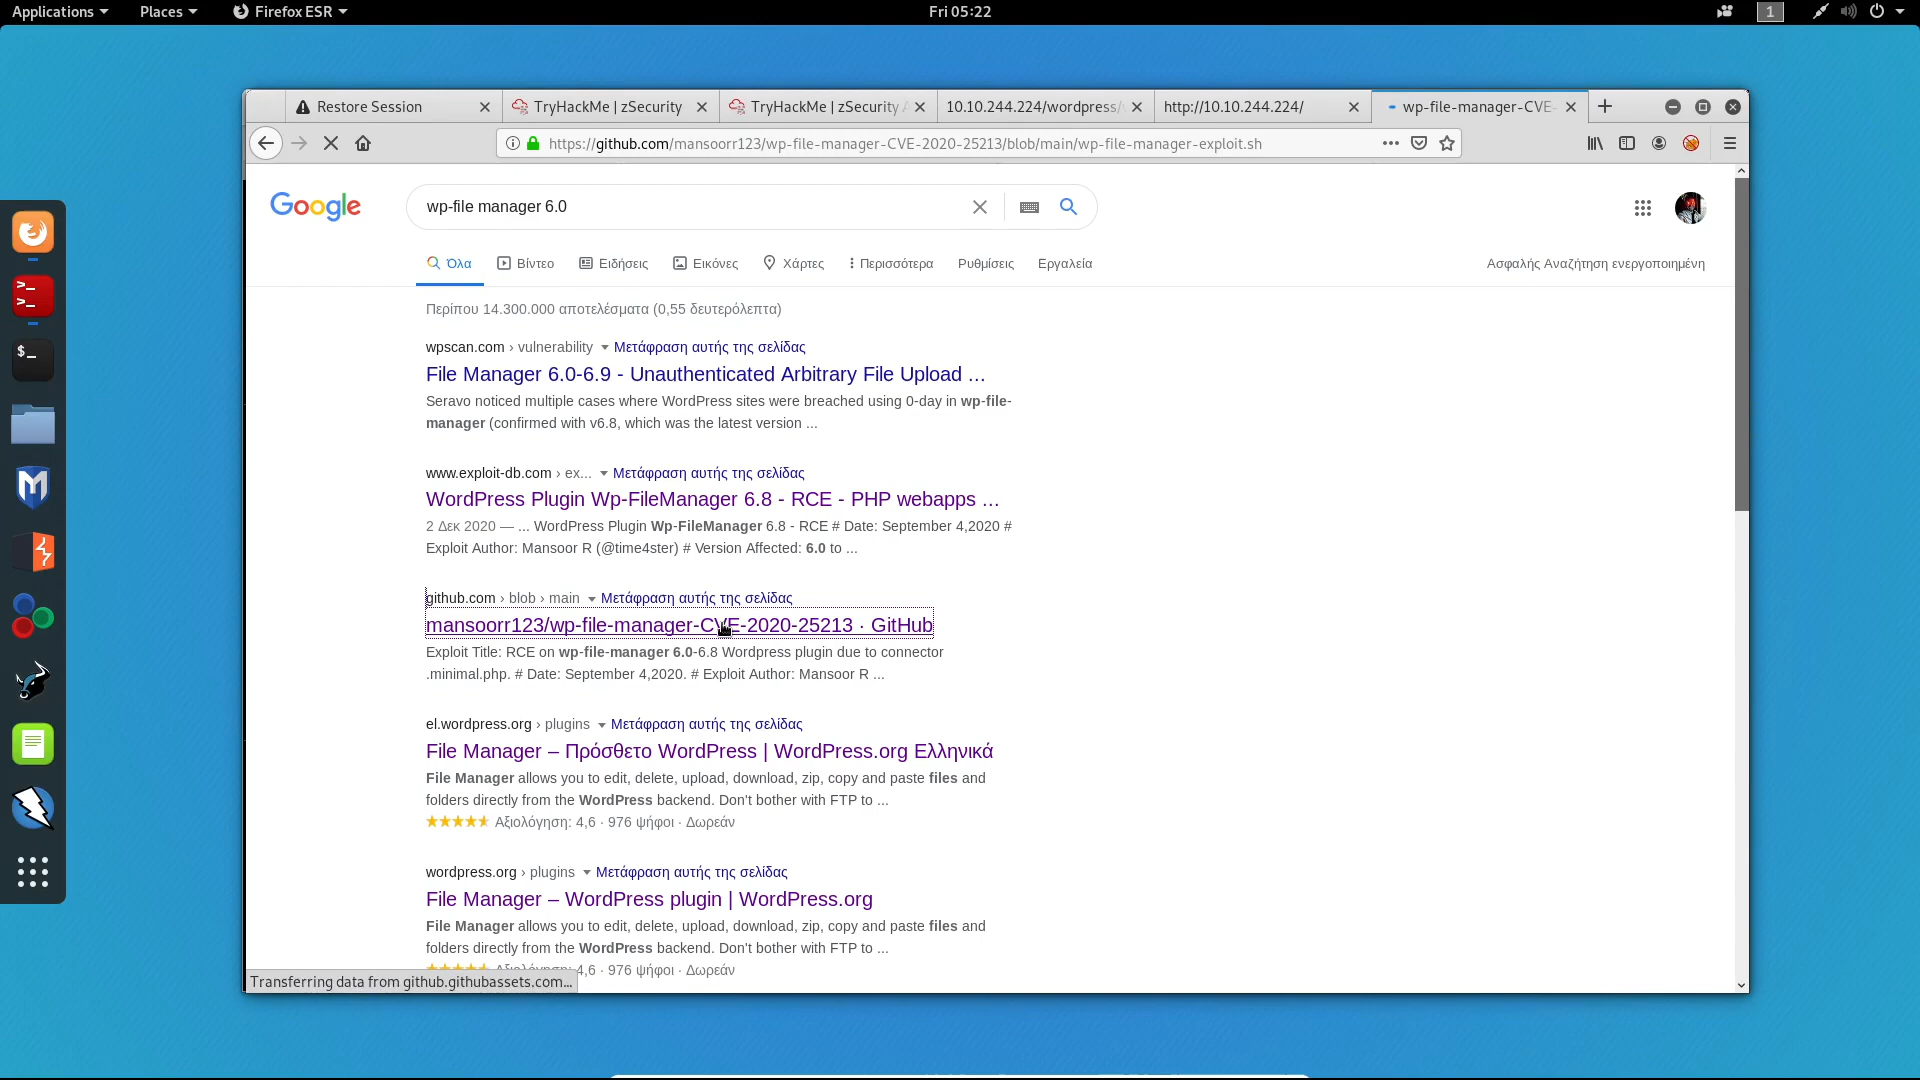 Applications Places Firefox ESR Fri 05:22 1
Restore Session TryHackMe | zSecurity TryHackMe | zSecurity 10.10.244.224/wordpress/ http://10.10.244.224/ wp-file-manager-CVE-
https://github.com/mansoorr123/wp-file-manager-CVE-2020-25213/blob/main/wp-file-manager-exploit.sh
Google wp-file manager 6.0
Όλα Βίντεο Ειδήσεις Εικόνες Χάρτες Περισσότερα Ρυθμίσεις Εργαλεία Ασφαλής Αναζήτηση ενεργοποιημένη
Περίπου 14.300.000 αποτελέσματα (0,55 δευτερόλεπτα)
wpscan.com › vulnerability Μετάφραση αυτής της σελίδας
File Manager 6.0-6.9 - Unauthenticated Arbitrary File Upload ...
Seravo noticed multiple cases where WordPress sites were breached using 0-day in wp-file-
manager (confirmed with v6.8, which was the latest version ...
www.exploit-db.com › ex... Μετάφραση αυτής της σελίδας
WordPress Plugin Wp-FileManager 6.8 - RCE - PHP webapps ...
2 Δεκ 2020 — ... WordPress Plugin Wp-FileManager 6.8 - RCE # Date: September 4,2020 #
Exploit Author: Mansoor R (@time4ster) # Version Affected: 6.0 to ...
github.com › blob › main Μετάφραση αυτής της σελίδας
mansoorr123/wp-file-manager-CVE-2020-25213 · GitHub
Exploit Title: RCE on wp-file-manager 6.0-6.8 Wordpress plugin due to connector
.minimal.php. # Date: September 4,2020. # Exploit Author: Mansoor R ...
el.wordpress.org › plugins Μετάφραση αυτής της σελίδας
File Manager – Πρόσθετο WordPress | WordPress.org Ελληνικά
File Manager allows you to edit, delete, upload, download, zip, copy and paste files and
folders directly from the WordPress backend. Don't bother with FTP to ...
Αξιολόγηση: 4,6 · 976 ψήφοι · Δωρεάν
wordpress.org › plugins Μετάφραση αυτής της σελίδας
File Manager – WordPress plugin | WordPress.org
File Manager allows you to edit, delete, upload, download, zip, copy and paste files and
folders directly from the WordPress backend. Don't bother with FTP to ...
4,6 · 976 ψήφοι · Δωρεάν
Transferring data from github.githubassets.com...